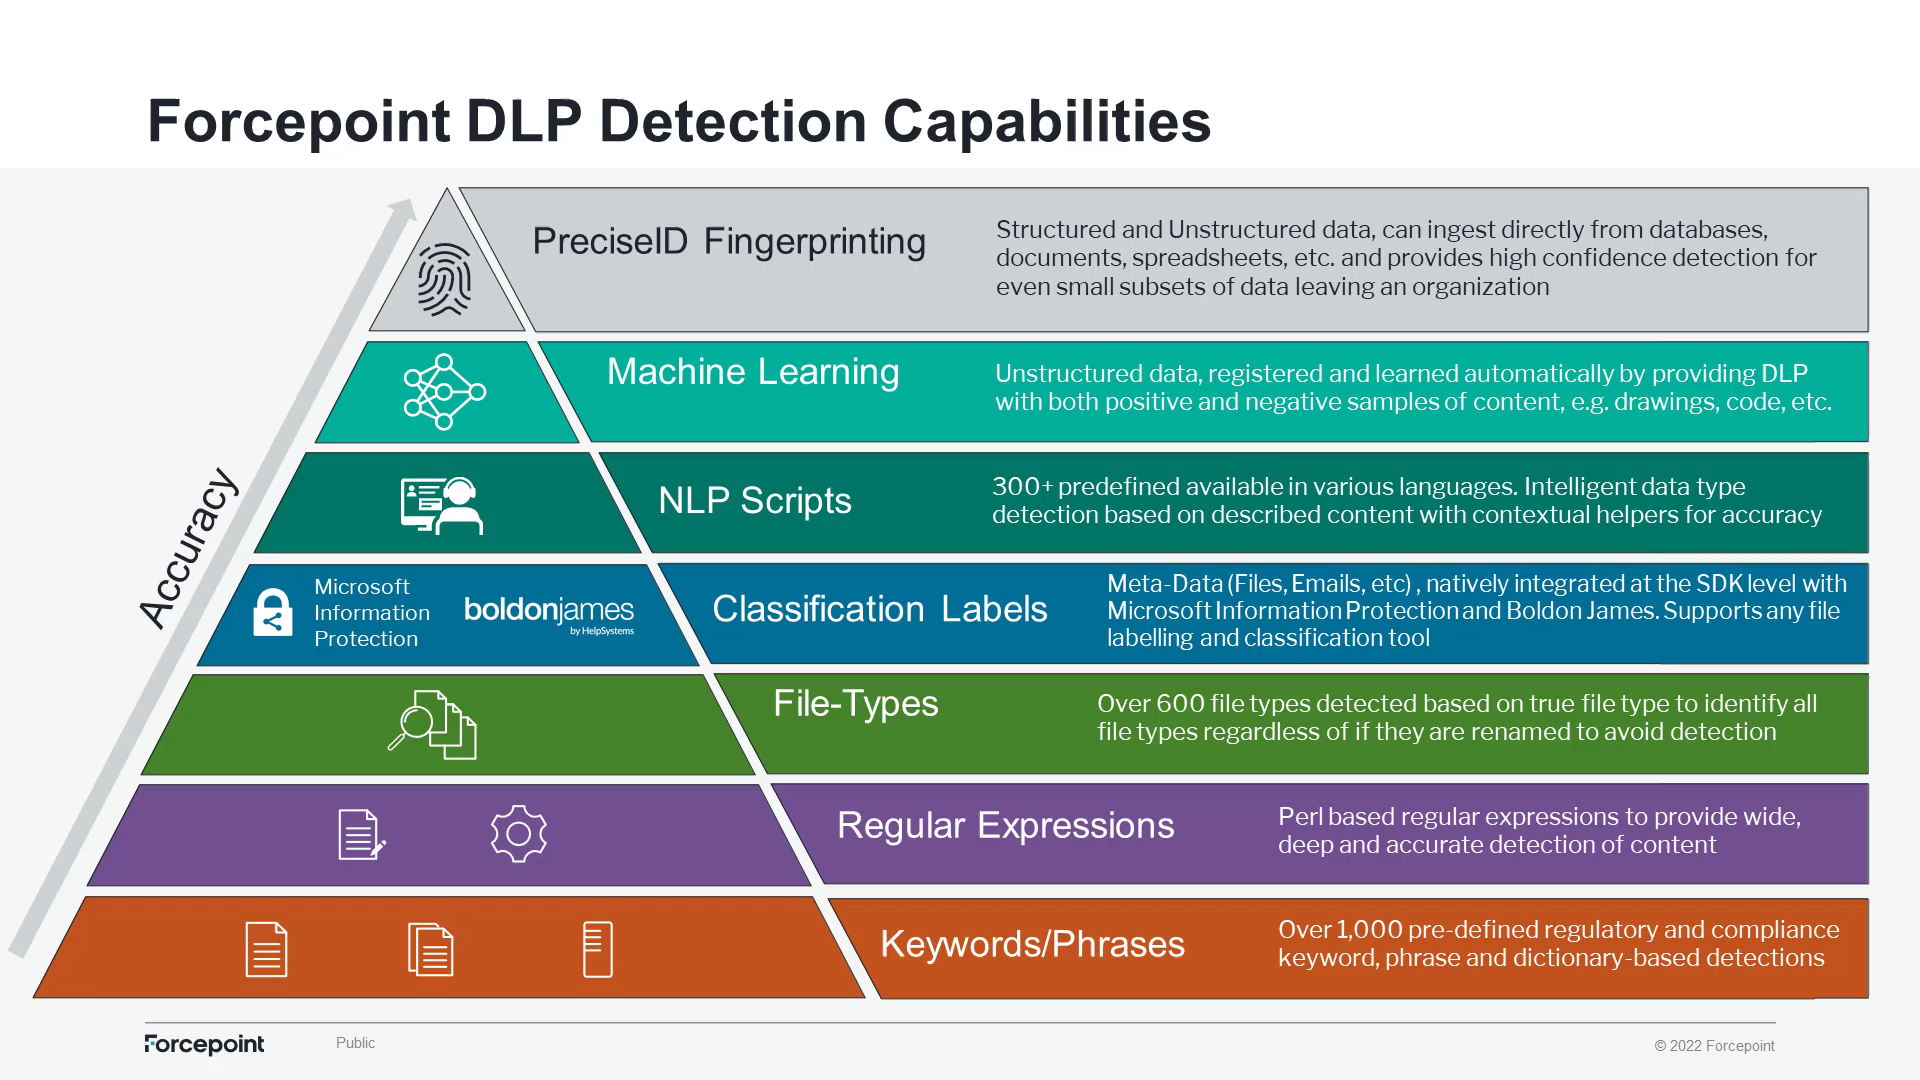 Forcepoint DLP Detection Capabilities
Accuracy
PreciseID Fingerprinting
Structured and Unstructured data, can ingest directly from databases,
documents, spreadsheets, etc. and provides high confidence detection for
even small subsets of data leaving an organization
Machine Learning
Unstructured data, registered and learned automatically by providing DLP
with both positive and negative samples of content, e.g. drawings, code, etc.
NLP Scripts
300+ predefined available in various languages. Intelligent data type
detection based on described content with contextual helpers for accuracy
Microsoft
Information
Protection
boldonjames
by HelpSystems
Classification Labels
Meta-Data (Files, Emails, etc) , natively integrated at the SDK level with
Microsoft Information Protection and Boldon James. Supports any file
labelling and classification tool
File-Types
Over 600 file types detected based on true file type to identify all
file types regardless of if they are renamed to avoid detection
Regular Expressions
Perl based regular expressions to provide wide,
deep and accurate detection of content
Keywords/Phrases
Over 1,000 pre-defined regulatory and compliance
keyword, phrase and dictionary-based detections
Forcepoint
Public
© 2022 Forcepoint